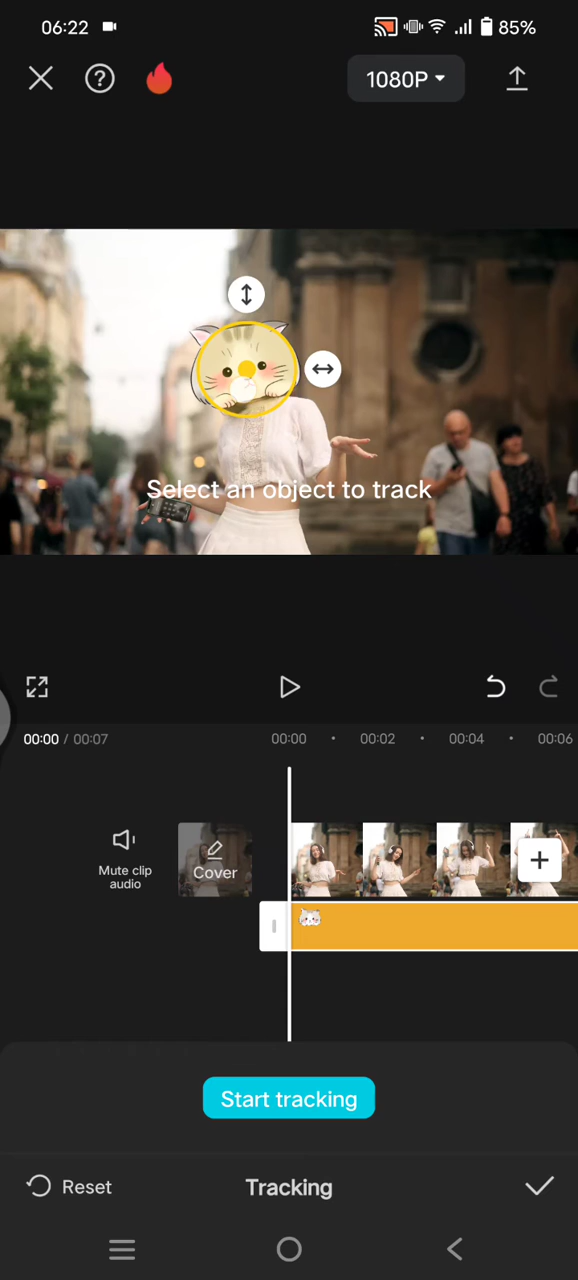 06:22
85%
1080P
Select an object to track
00:00 / 00:07
00:00
00:02
00:04
00:06
Mute clip
audio
Cover
Start tracking
Reset
Tracking